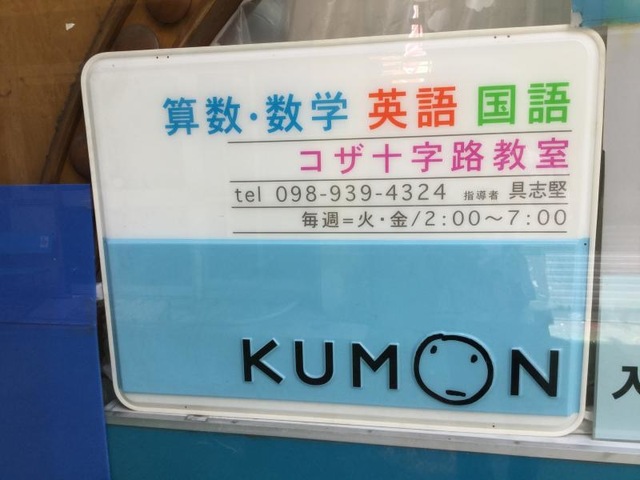 算数・数学 英語 国語
コザ十字路教室
tel 098-939-4324 指導者 具志堅
毎週=火・金/2:00〜7:00
KUMON